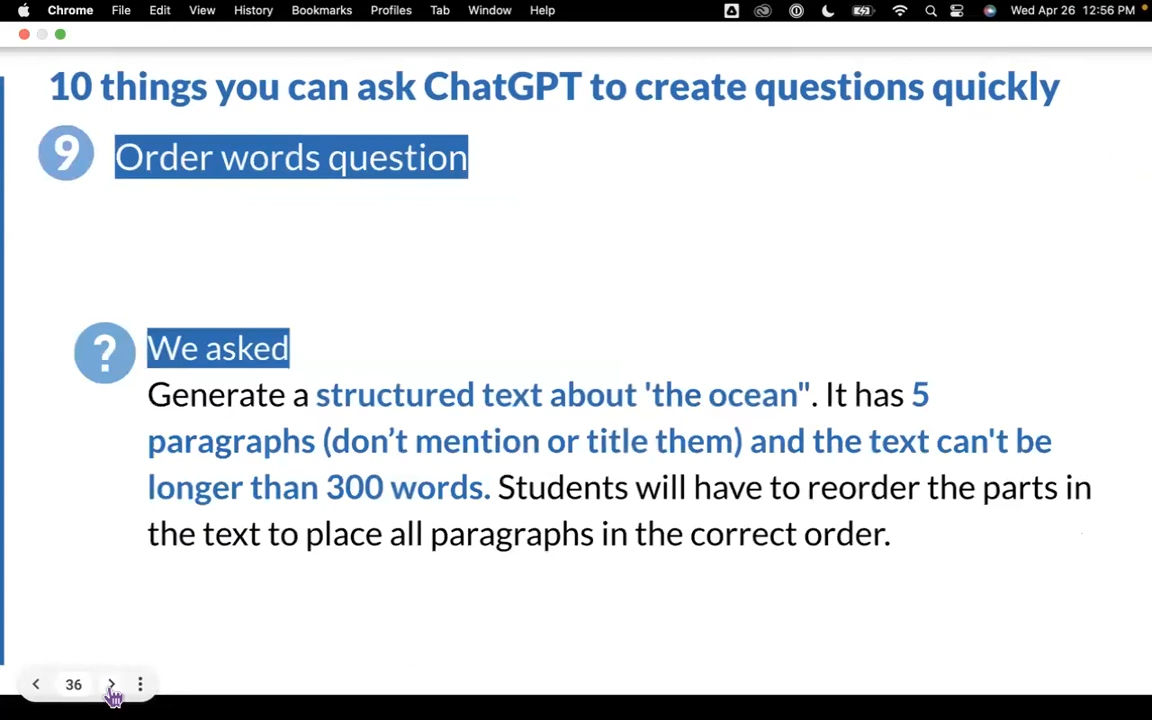 Chrome File Edit View History Bookmarks Profiles Tab Window Help Wed Apr 26 12:56 PM
10 things you can ask ChatGPT to create questions quickly
9 Order words question
? We asked
Generate a structured text about 'the ocean". It has 5
paragraphs (don’t mention or title them) and the text can't be
longer than 300 words. Students will have to reorder the parts in
the text to place all paragraphs in the correct order.
36